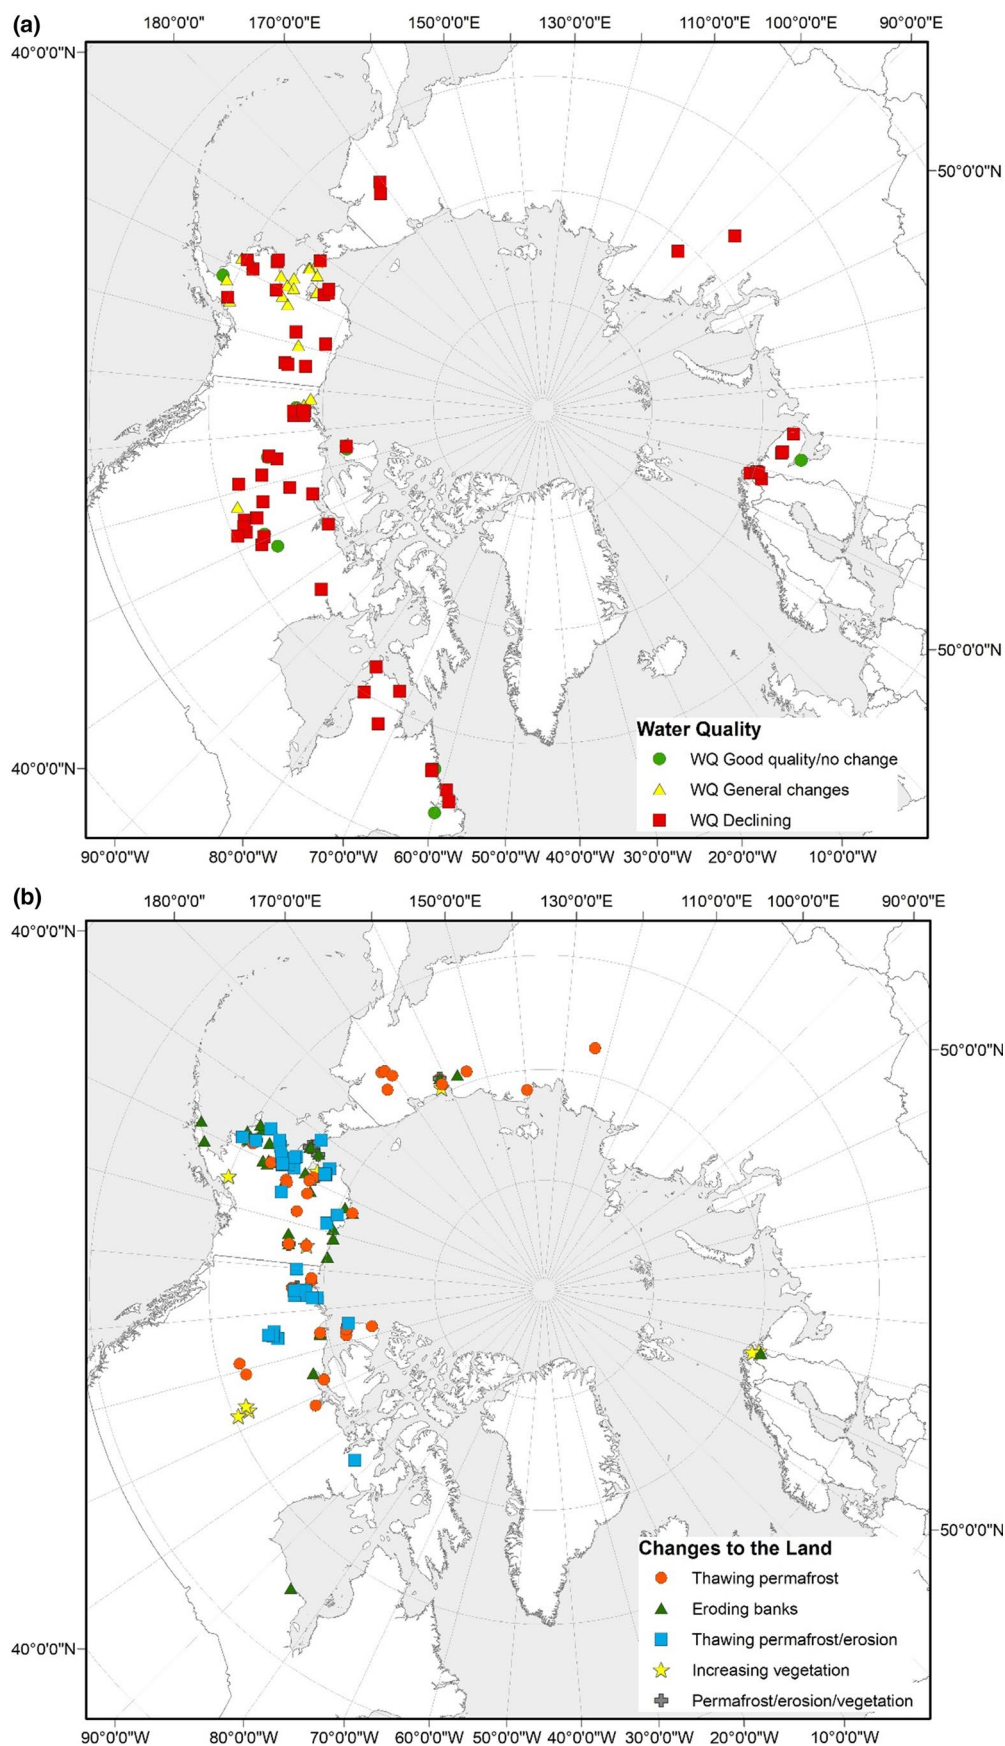 (a)
180°0'0" 170°0'0"E 150°0'0"E 130°0'0"E 110°0'0"E 100°0'0"E 90°0'0"E
40°0'0"N
50°0'0"N
50°0'0"N
Water Quality
WQ Good quality/no change
WQ General changes
WQ Declining
40°0'0"N
90°0'0"W 80°0'0"W 70°0'0"W 60°0'0"W 50°0'0"W 40°0'0"W 30°0'0"W 20°0'0"W 10°0'0"W
(b)
180°0'0" 170°0'0"E 150°0'0"E 130°0'0"E 110°0'0"E 100°0'0"E 90°0'0"E
40°0'0"N
50°0'0"N
50°0'0"N
Changes to the Land
Thawing permafrost
Eroding banks
Thawing permafrost/erosion
Increasing vegetation
Permafrost/erosion/vegetation
40°0'0"N
90°0'0"W 80°0'0"W 70°0'0"W 60°0'0"W 50°0'0"W 40°0'0"W 30°0'0"W 20°0'0"W 10°0'0"W